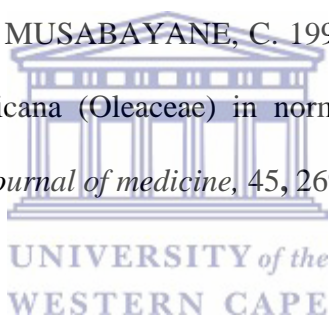 MUSABAYANE, C. 199
icana (Oleaceae) in norm
ournal of medicine, 45, 26
UNIVERSITY of the
WESTERN CAPE